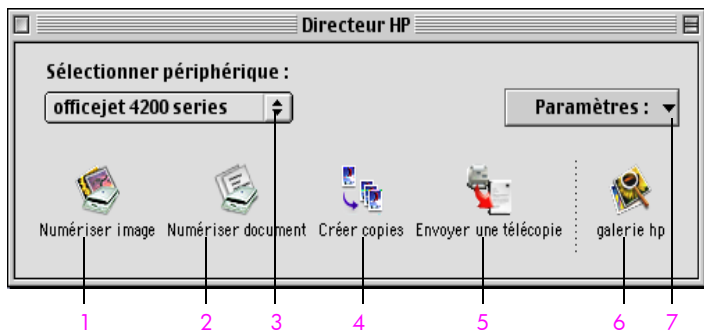 Directeur HP
Sélectionner périphérique :
officejet 4200 series
Paramètres :
Numériser image
Numériser document
Créer copies
Envoyer une télécopie
galerie hp
1 2 3 4 5 6 7